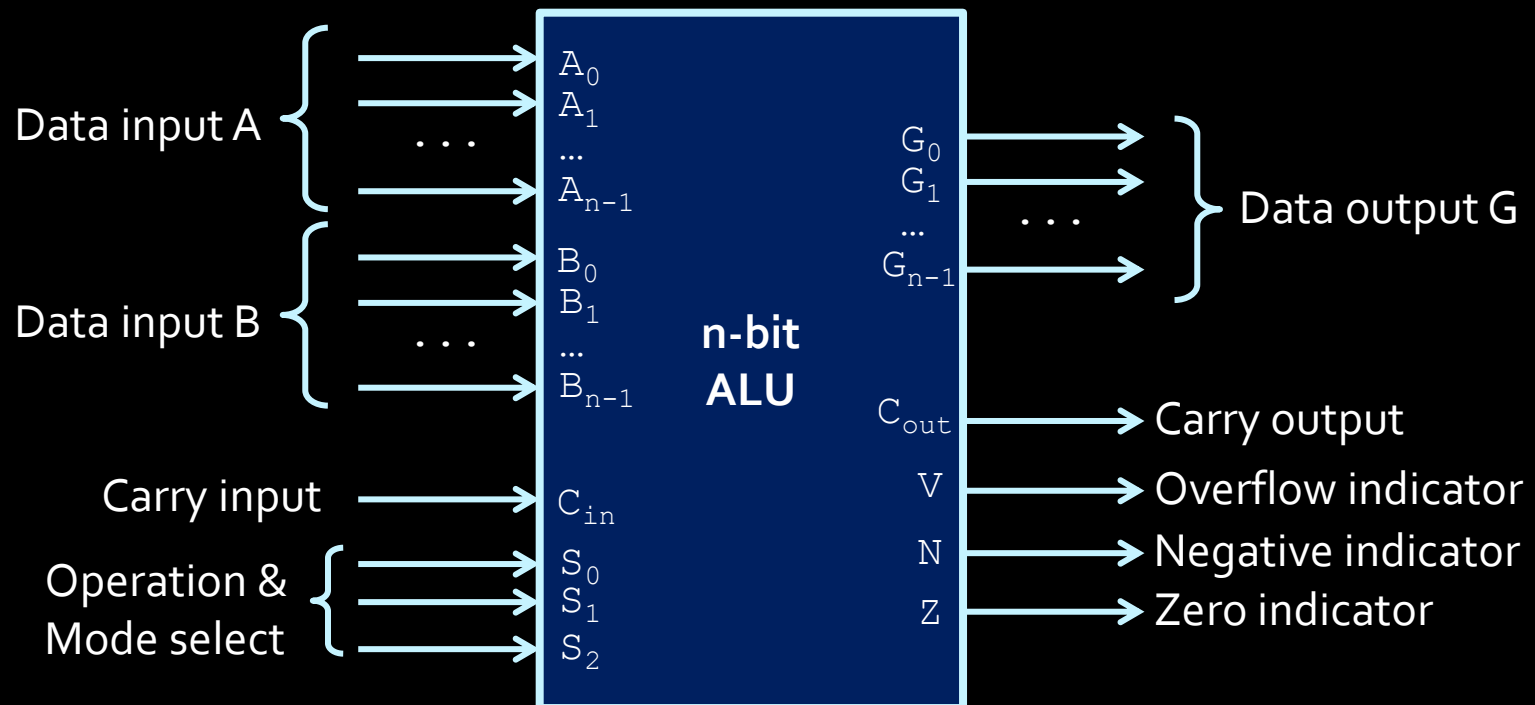 Data input A
. . .
Data input B
. . .
Carry input
Operation &
Mode select
A₀
A₁
…
Aₙ₋₁
B₀
B₁
…
Bₙ₋₁
Cᵢₙ
S₀
S₁
S₂
n-bit
ALU
G₀
G₁
…
Gₙ₋₁
C_out
V
N
Z
. . .
Data output G
Carry output
Overflow indicator
Negative indicator
Zero indicator